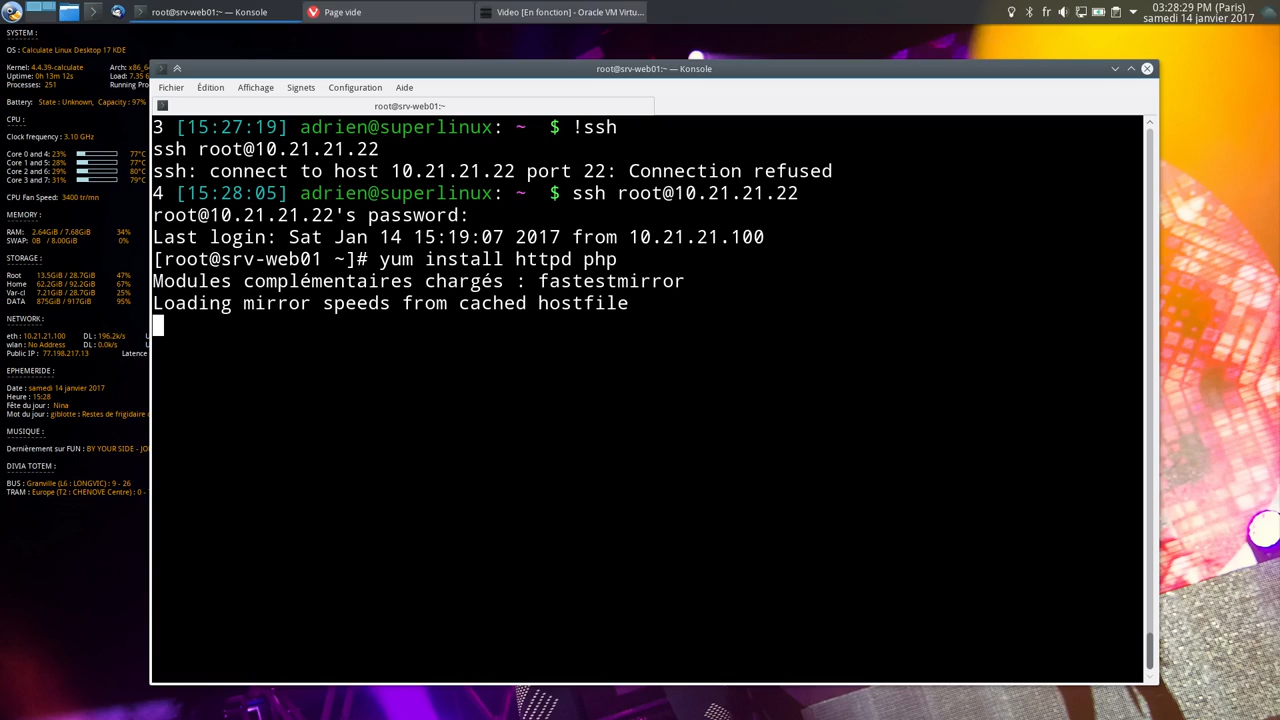 root@srv-web01:~ — Konsole
Page vide
Video [En fonction] - Oracle VM Virtu...
fr
03:28:29 PM (Paris)
samedi 14 janvier 2017
SYSTEM :
OS : Calculate Linux Desktop 17 KDE
Kernel: 4.4.39-calculate
Arch: x86_64
Uptime: 0h 13m 12s
Load: 7.35 6
Processes: 251
Running Pro
Battery: State : Unknown, Capacity : 97%
CPU :
Clock frequency : 3.10 GHz
Core 0 and 4: 23% 77°C
Core 1 and 5: 28% 77°C
Core 2 and 6: 29% 80°C
Core 3 and 7: 31% 79°C
CPU Fan Speed: 3400 tr/mn
MEMORY :
RAM: 2.64GiB / 7.68GiB 34%
SWAP: 0B / 8.00GiB 0%
STORAGE :
Root 13.5GiB / 28.7GiB 47%
Home 62.2GiB / 92.2GiB 67%
Var-cl 7.21GiB / 28.7GiB 25%
DATA 875GiB / 917GiB 95%
NETWORK :
eth : 10.21.21.100 DL : 196.2k/s U
wlan : No Address DL : 0.0k/s U
Public IP : 77.198.217.13 Latence
EPHEMERIDE :
Date : samedi 14 janvier 2017
Heure : 15:28
Fête du jour : Nina
Mot du jour : giblotte : Restes de frigidaire
MUSIQUE :
Dernièrement sur FUN : BY YOUR SIDE - JO
DIVIA TOTEM :
BUS : Granville (L6 : LONGVIC) : 9 - 26
TRAM : Europe (T2 : CHENOVE Centre) : 0 -
root@srv-web01:~ — Konsole
Fichier Édition Affichage Signets Configuration Aide
root@srv-web01:~
3 [15:27:19] adrien@superlinux: ~ $ !ssh
ssh root@10.21.21.22
ssh: connect to host 10.21.21.22 port 22: Connection refused
4 [15:28:05] adrien@superlinux: ~ $ ssh root@10.21.21.22
root@10.21.21.22's password:
Last login: Sat Jan 14 15:19:07 2017 from 10.21.21.100
[root@srv-web01 ~]# yum install httpd php
Modules complémentaires chargés : fastestmirror
Loading mirror speeds from cached hostfile